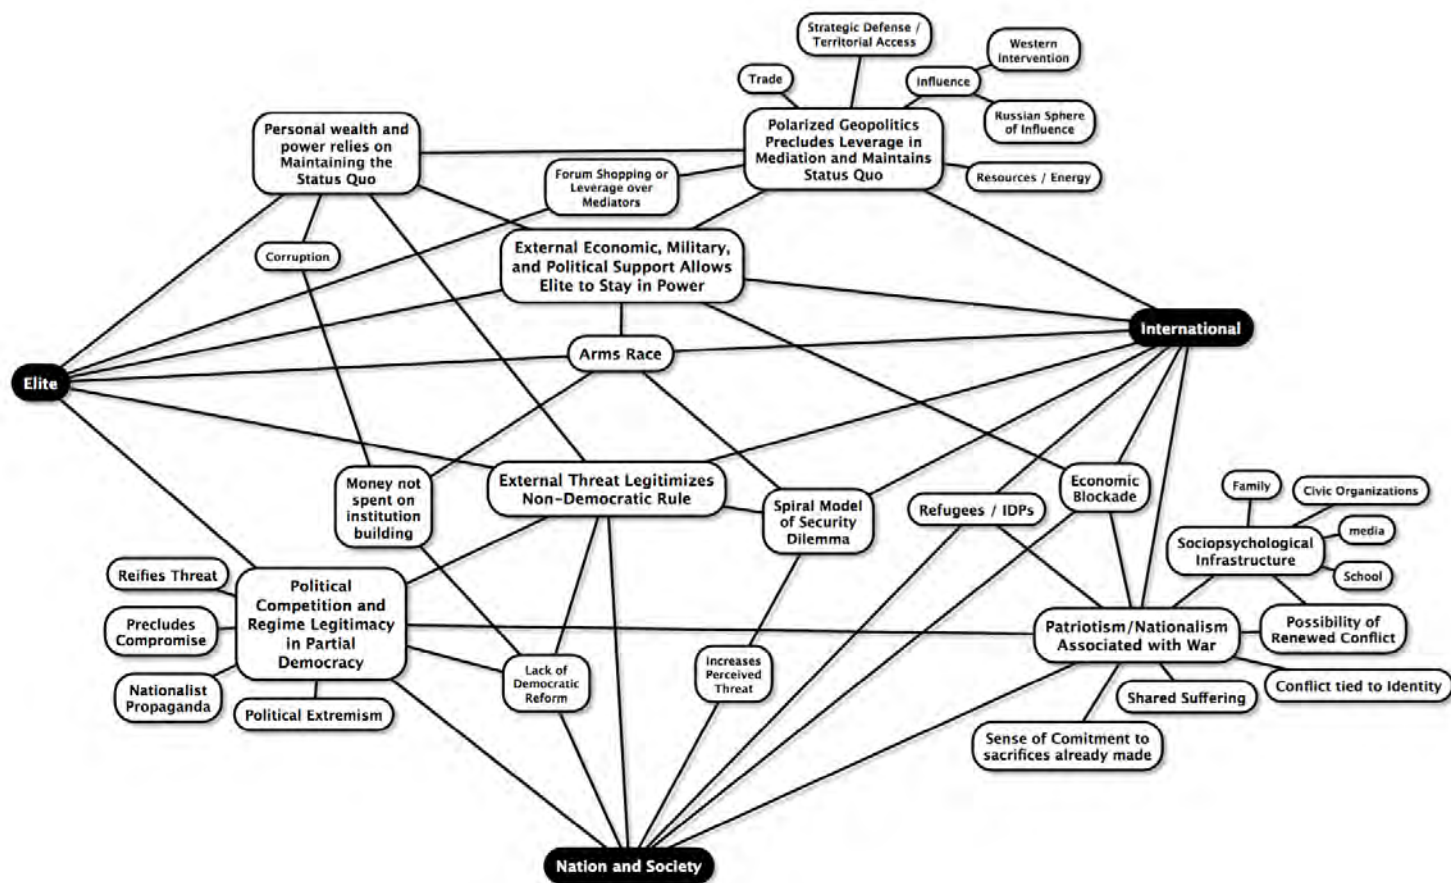 Strategic Defense /
Territorial Access
Western
Intervention
Trade
Influence
Russian Sphere
of Influence
Personal wealth and
power relies on
Maintaining the
Status Quo
Polarized Geopolitics
Precludes Leverage in
Mediation and Maintains
Status Quo
Forum Shopping or
Leverage over
Mediators
Resources / Energy
Corruption
External Economic, Military,
and Political Support Allows
Elite to Stay in Power
International
Arms Race
Elite
Money not
spent on
institution
building
External Threat Legitimizes
Non-Democratic Rule
Spiral Model
of Security
Dilemma
Refugees / IDPs
Economic
Blockade
Family
Civic Organizations
media
Sociopsychological
Infrastructure
School
Reifies Threat
Precludes
Compromise
Nationalist
Propaganda
Political Extremism
Political
Competition and
Regime Legitimacy
in Partial
Democracy
Lack of
Democratic
Reform
Increases
Perceived
Threat
Patriotism/Nationalism
Associated with War
Possibility of
Renewed Conflict
Conflict tied to Identity
Shared Suffering
Sense of Comitment to
sacrifices already made
Nation and Society